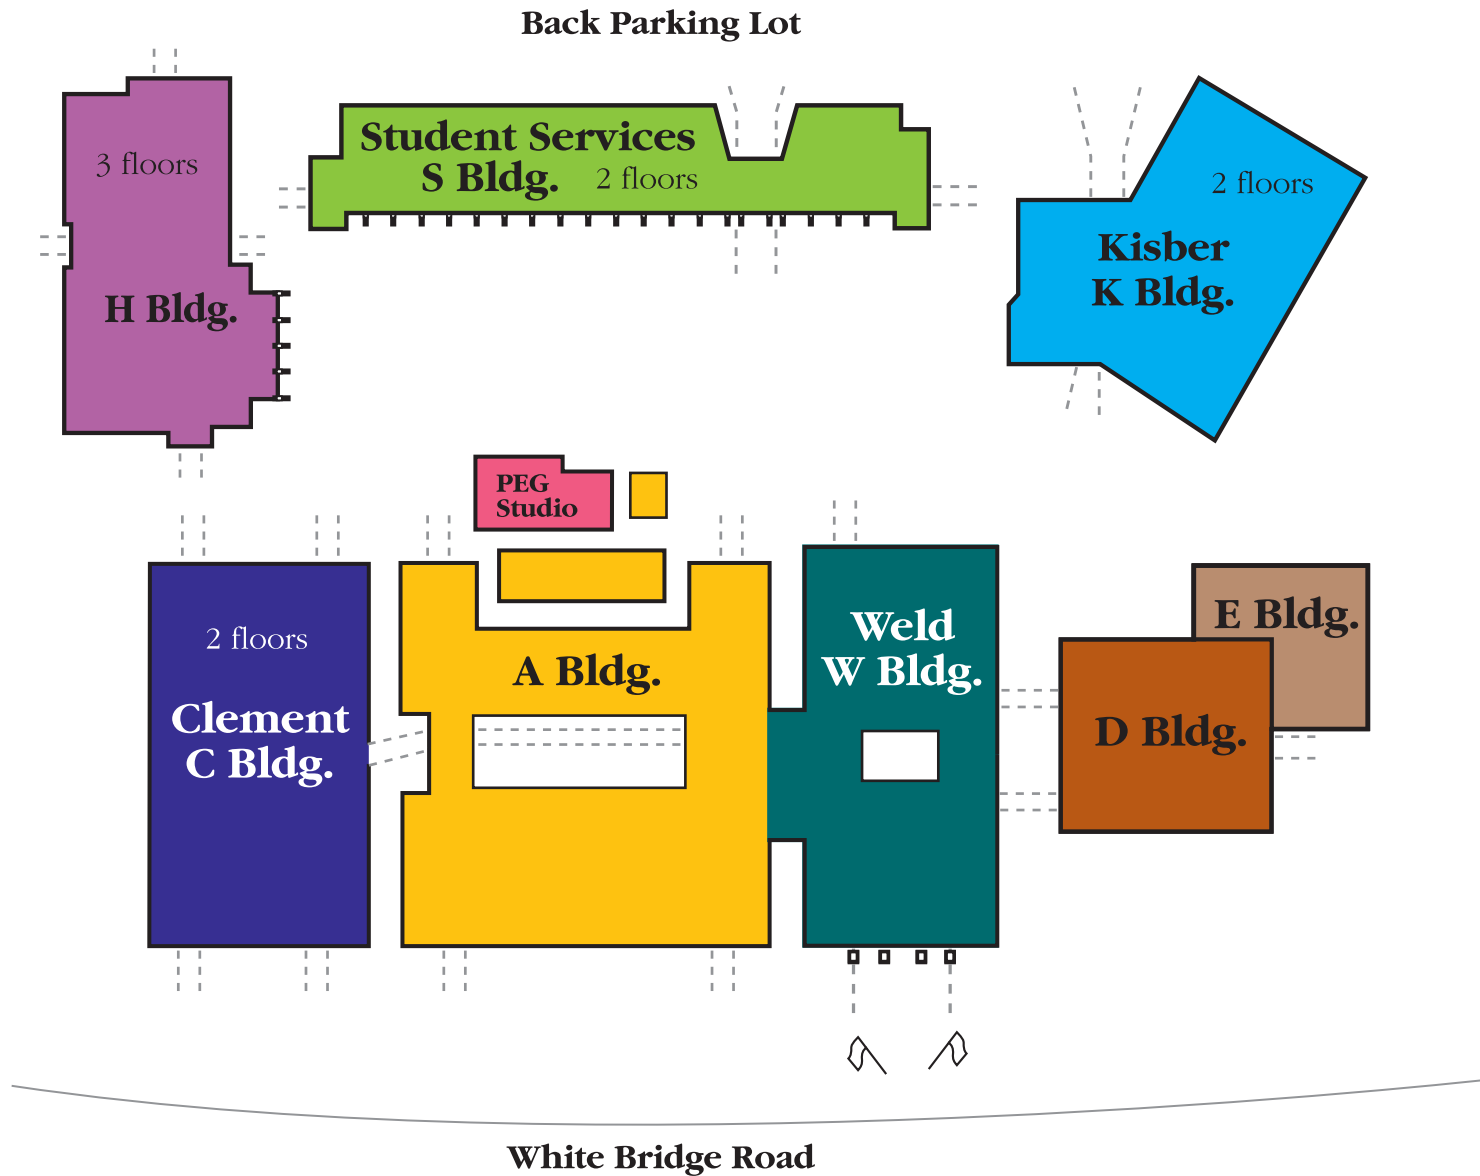 Back Parking Lot
3 floors
H Bldg.
Student Services
S Bldg. 2 floors
2 floors
Kisber
K Bldg.
PEG
Studio
2 floors
Clement
C Bldg.
A Bldg.
Weld
W Bldg.
E Bldg.
D Bldg.
White Bridge Road